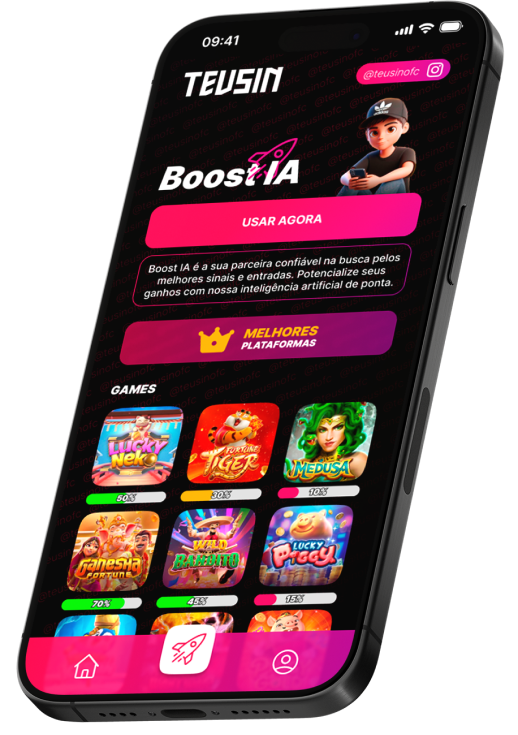 09:41
TEUSIN
@teusinofc
Boost IA
USAR AGORA
Boost IA é a sua parceira confiável na busca pelos
melhores sinais e entradas. Potencialize seus
ganhos com nossa inteligência artificial de ponta.
MELHORES
PLATAFORMAS
GAMES
LUCKY
NEKO
FORTUNE
TIGER
MEDUSA
80%
30%
10%
Ganesha
FORTUNE
WILD
BANDITO
LUCKY
PIGGY
70%
45%
15%